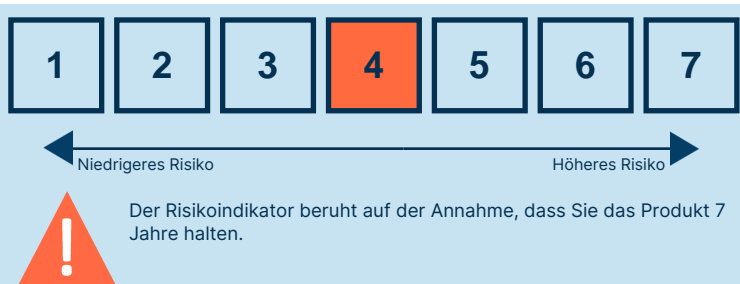 1 2 3 4 5 6 7
Niedrigeres Risiko Höheres Risiko
Der Risikoindikator beruht auf der Annahme, dass Sie das Produkt 7
Jahre halten.
!